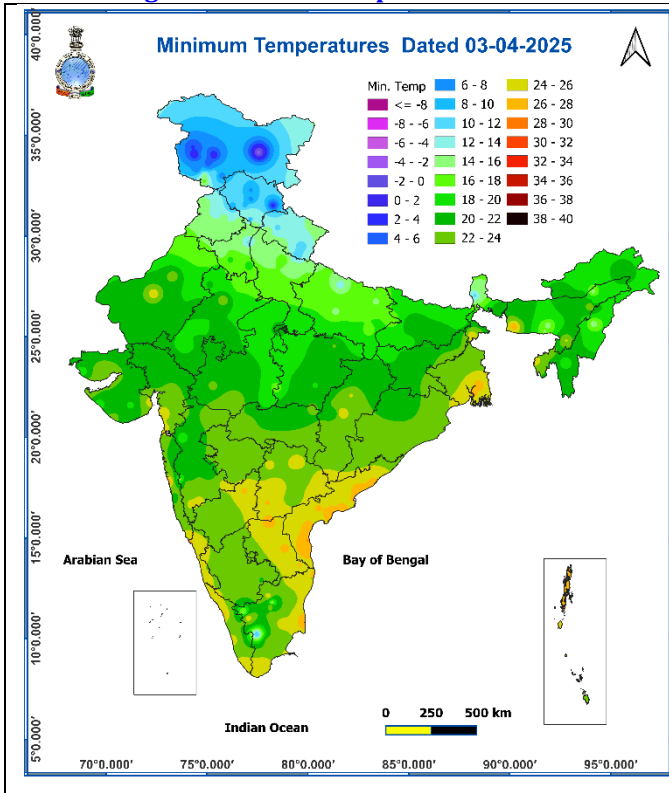 Minimum Temperatures Dated 03-04-2025
Min. Temp
<= -8
-8 - -6
-6 - -4
-4 - -2
-2 - 0
0 - 2
2 - 4
4 - 6
6 - 8
8 - 10
10 - 12
12 - 14
14 - 16
16 - 18
18 - 20
20 - 22
22 - 24
24 - 26
26 - 28
28 - 30
30 - 32
32 - 34
34 - 36
36 - 38
38 - 40
40°0.000'
35°0.000'
30°0.000'
25°0.000'
20°0.000'
15°0.000'
10°0.000'
5°0.000'
Arabian Sea
Bay of Bengal
Indian Ocean
0 250 500 km
70°0.000' 75°0.000' 80°0.000' 85°0.000' 90°0.000' 95°0.000'